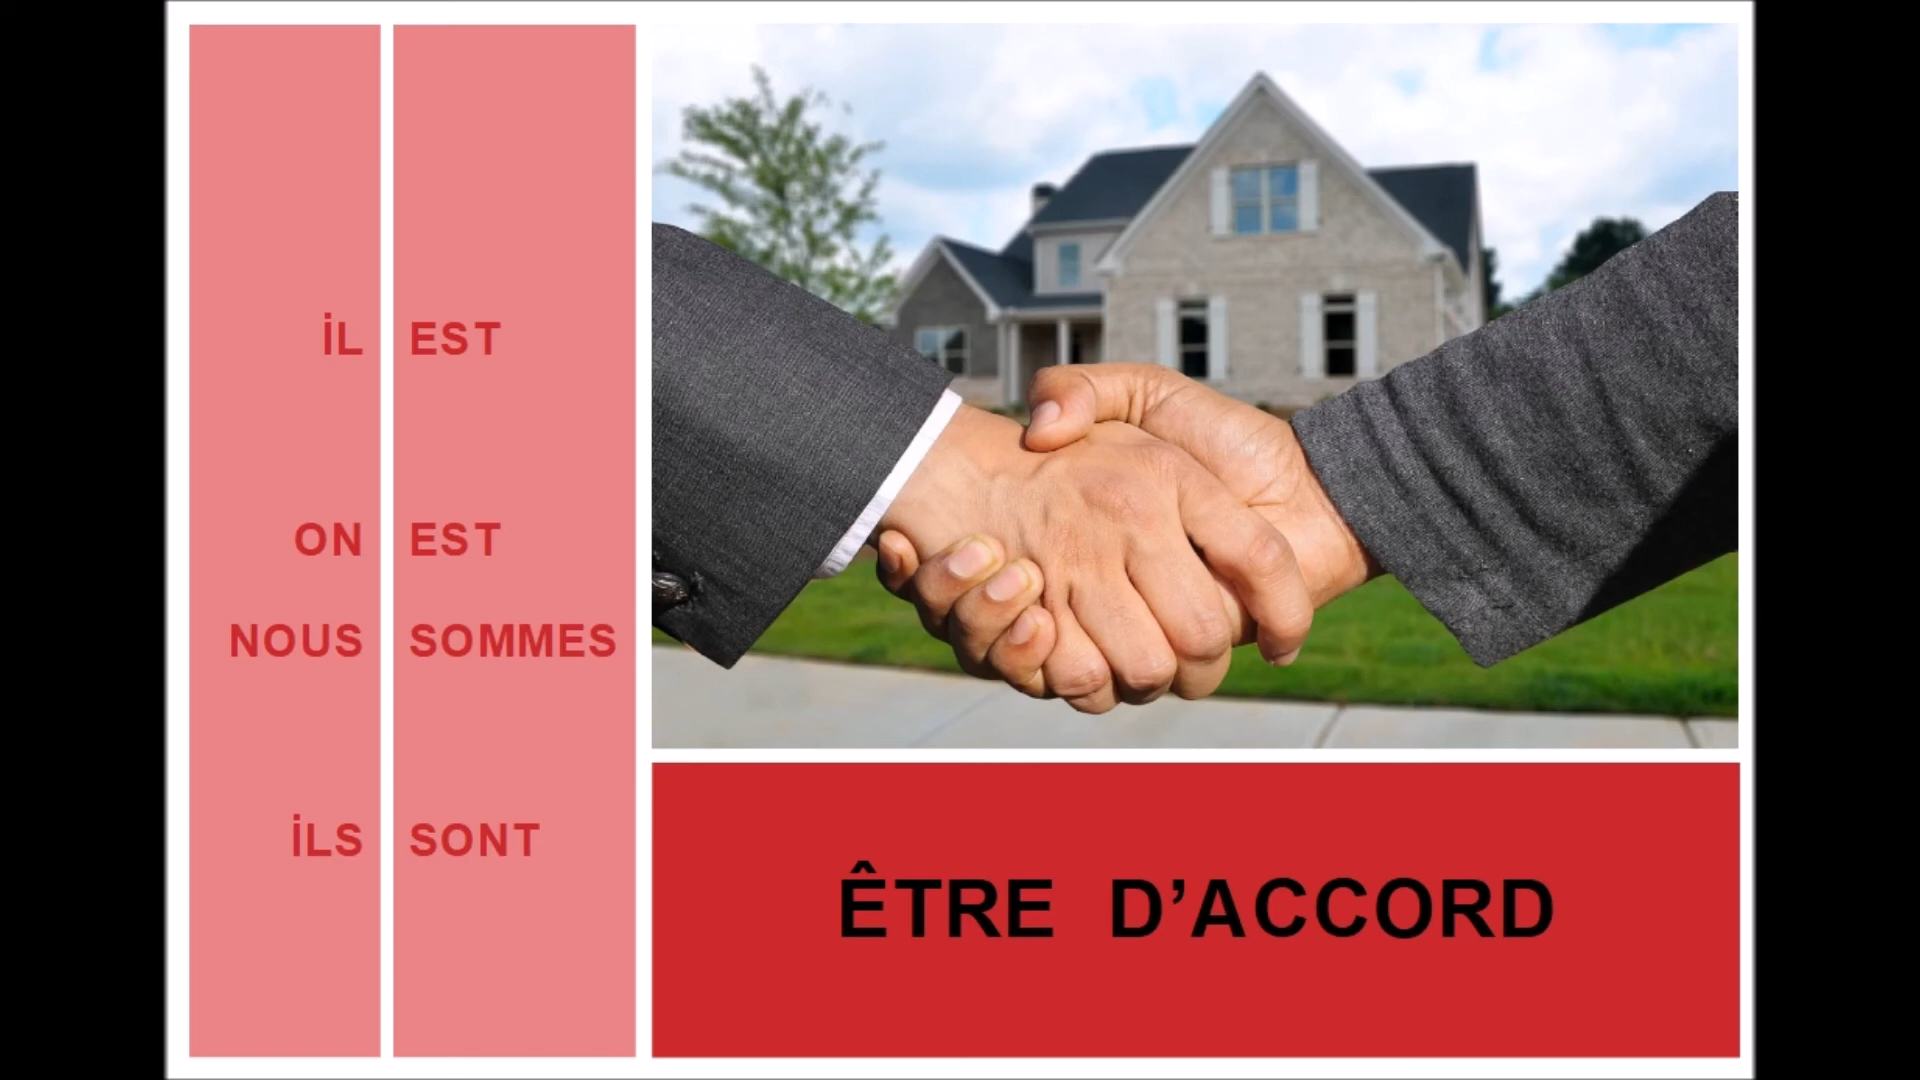 İL EST
ON EST
NOUS SOMMES
İLS SONT
ÊTRE D’ACCORD